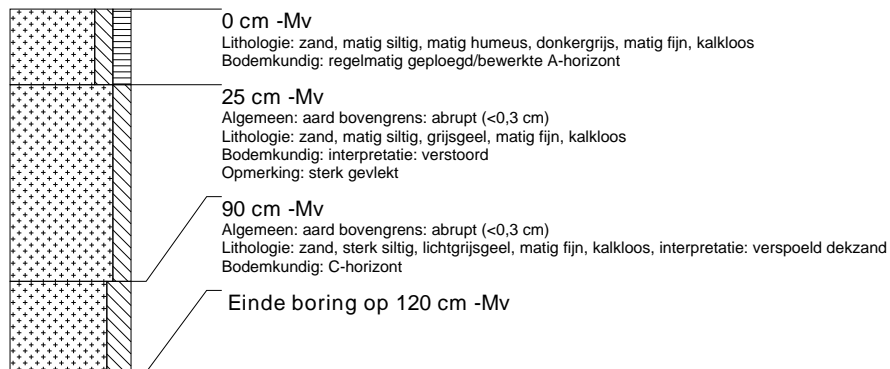 0 cm -Mv
Lithologie: zand, matig siltig, matig humeus, donkergrijs, matig fijn, kalkloos
Bodemkundig: regelmatig geploegd/bewerkte A-horizont
25 cm -Mv
Algemeen: aard bovengrens: abrupt (<0,3 cm)
Lithologie: zand, matig siltig, grijsgeel, matig fijn, kalkloos
Bodemkundig: interpretatie: verstoord
Opmerking: sterk gevlekt
90 cm -Mv
Algemeen: aard bovengrens: abrupt (<0,3 cm)
Lithologie: zand, sterk siltig, lichtgrijsgeel, matig fijn, kalkloos, interpretatie: verspoeld dekzand
Bodemkundig: C-horizont
Einde boring op 120 cm -Mv